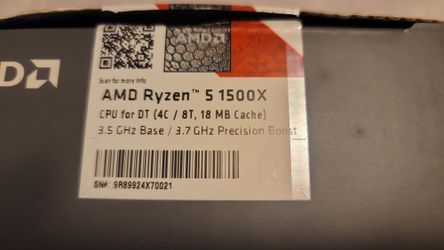 AMD
AMD
Scan for more info
AMD Ryzen™ 5 1500X
CPU for DT (4C / 8T, 18 MB Cache)
3.5 GHz Base / 3.7 GHz Precision Boost
SN#: 9R89924X70021